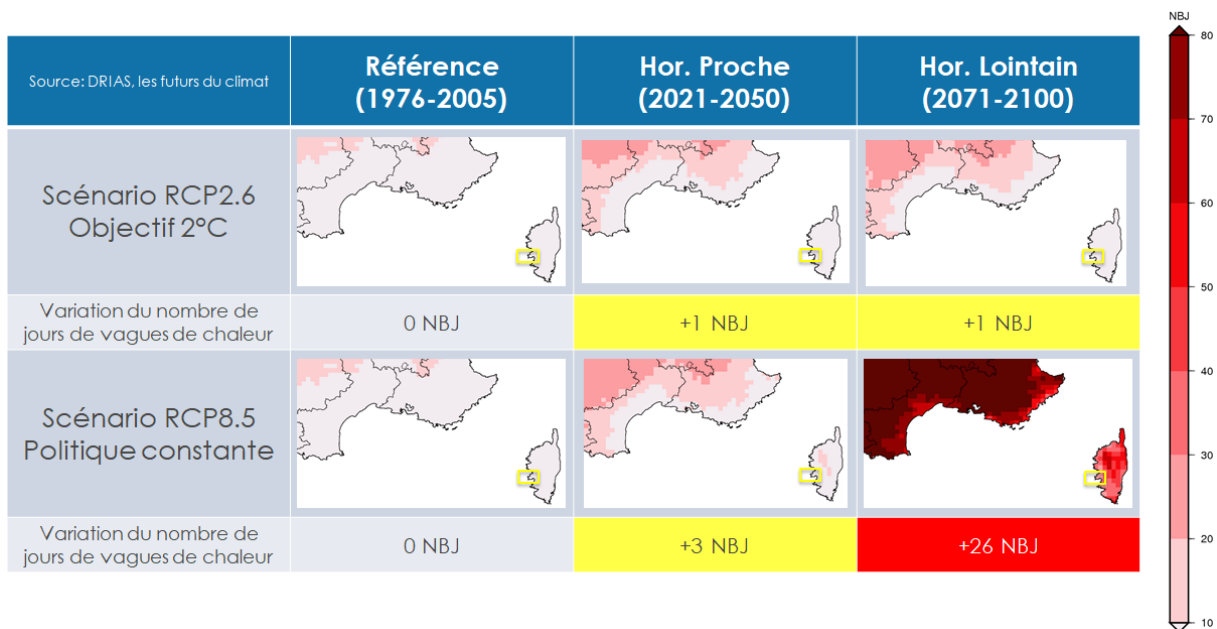 NBJ
Source: DRIAS, les futurs du climat
Référence
(1976-2005)
Hor. Proche
(2021-2050)
Hor. Lointain
(2071-2100)
Scénario RCP2.6
Objectif 2°C
Variation du nombre de
jours de vagues de chaleur
0 NBJ
+1 NBJ
+1 NBJ
Scénario RCP8.5
Politique constante
Variation du nombre de
jours de vagues de chaleur
0 NBJ
+3 NBJ
+26 NBJ
80
70
60
50
40
30
20
10